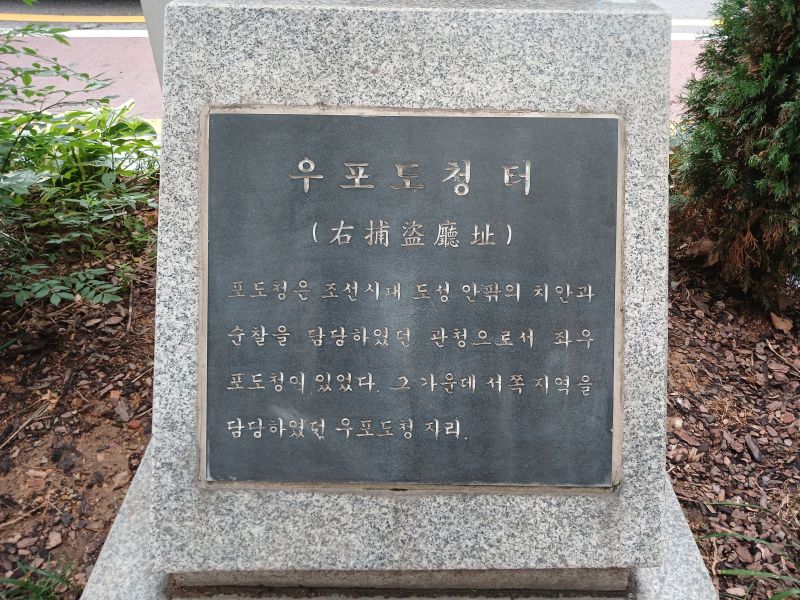 우포도청 터
(右捕盜廳址)
포도청은 조선시대 도성 안팎의 치안과
순찰을 담당하였던 관청으로서 좌우
포도청이 있었다. 그 가운데 서쪽 지역을
담당하였던 우포도청 자리.